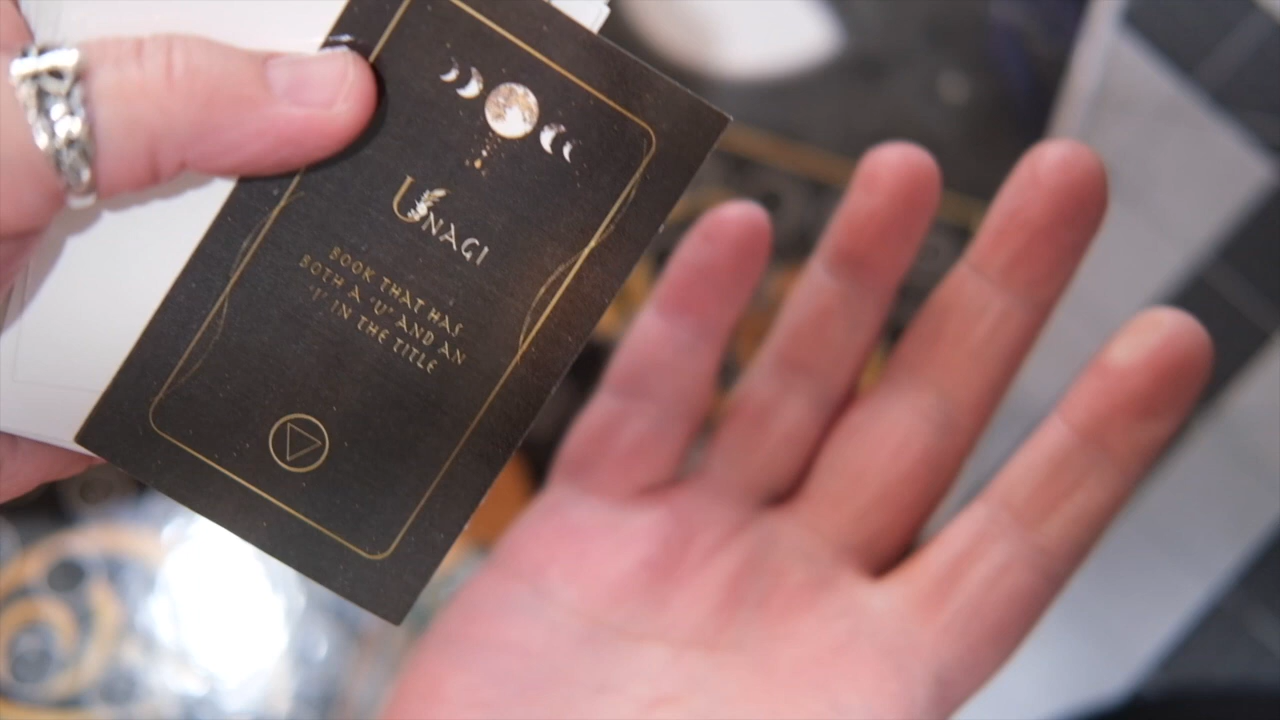 UNAGI
BOOK THAT HAS
BOTH A "U" AND AN
"I" IN THE TITLE